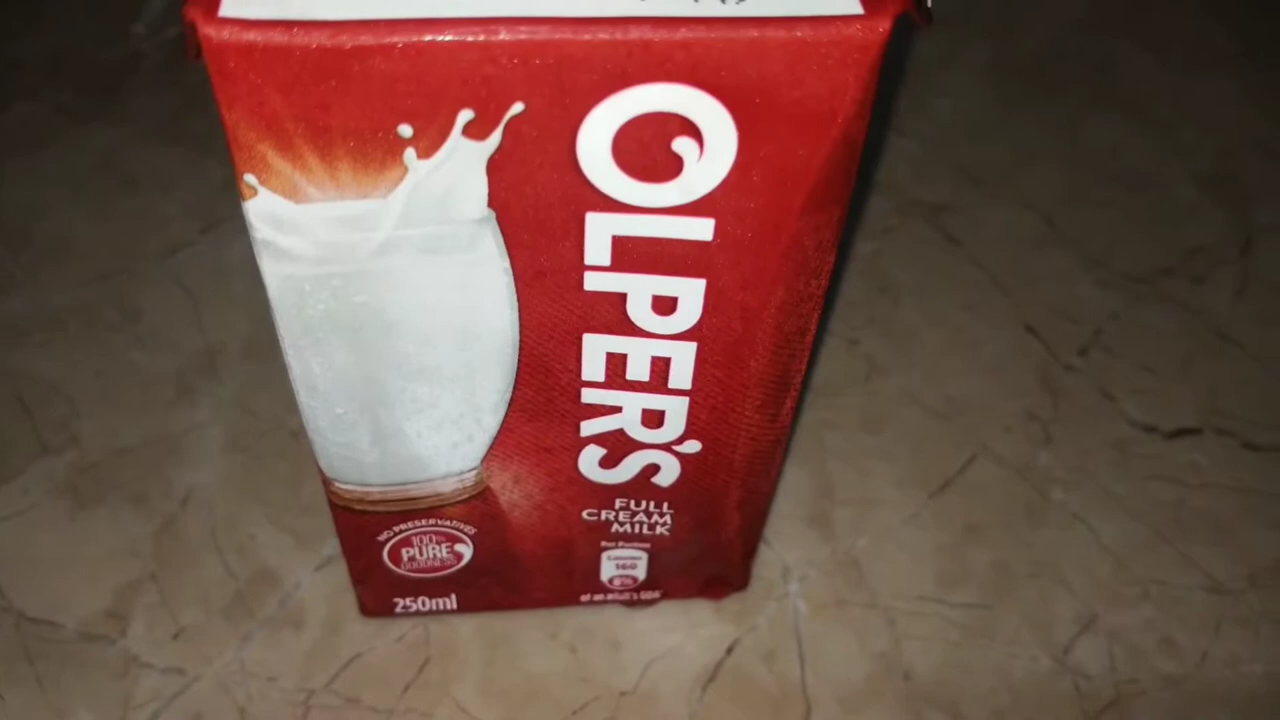 OLPER'S
FULL
CREAM
MILK
Per Portion
Calories
160
8%
of an adult's GDA*
NO PRESERVATIVES
100%
PURE
GOODNESS
250ml